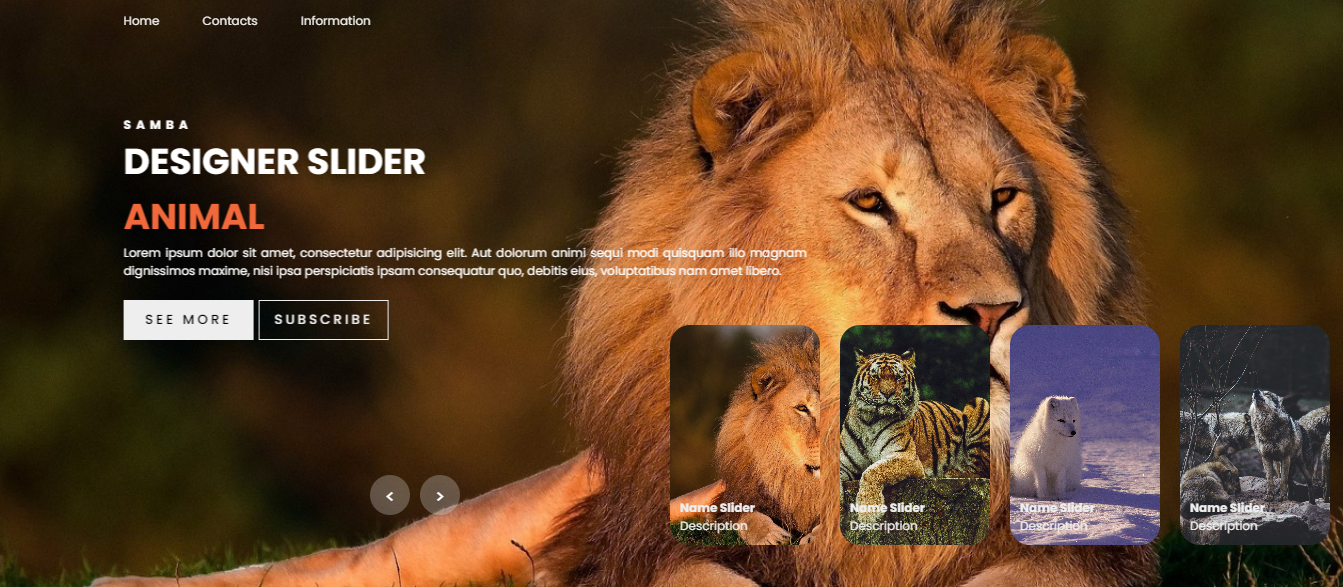 Home Contacts Information
SAMBA
DESIGNER SLIDER
ANIMAL
Lorem ipsum dolor sit amet, consectetur adipisicing elit. Aut dolorum animi sequi modi quisquam illo magnam
dignissimos maxime, nisi ipsa perspiciatis ipsam consequatur quo, debitis eius, voluptatibus nam amet libero.
SEE MORE SUBSCRIBE
< >
Name Slider
Description
Name Slider
Description
Name Slider
Description
Name Slider
Description